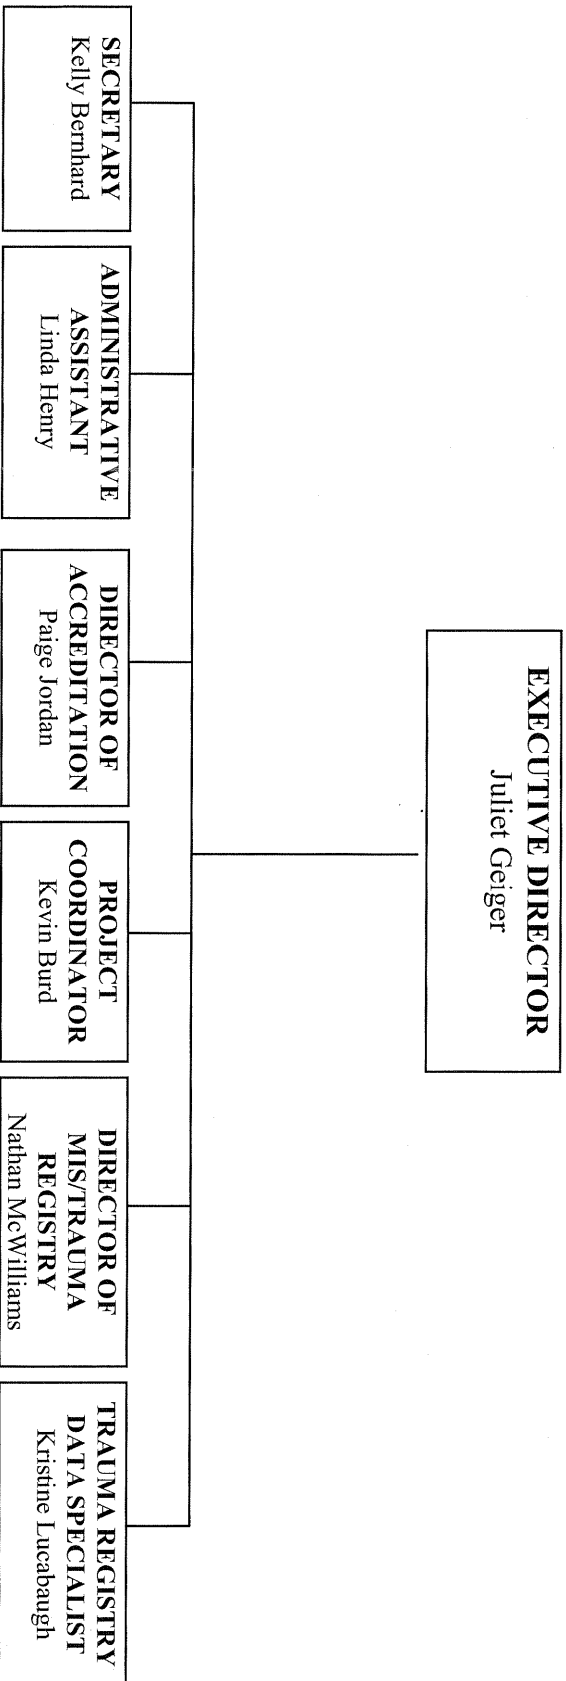 EXECUTIVE DIRECTOR
Juliet Geiger
SECRETARY
Kelly Bernhard
ADMINISTRATIVE
ASSISTANT
Linda Henry
DIRECTOR OF
ACCREDITATION
Paige Jordan
PROJECT
COORDINATOR
Kevin Burd
DIRECTOR OF
MIS/TRAUMA
REGISTRY
Nathan McWilliams
TRAUMA REGISTRY
DATA SPECIALIST
Kristine Lucabaugh